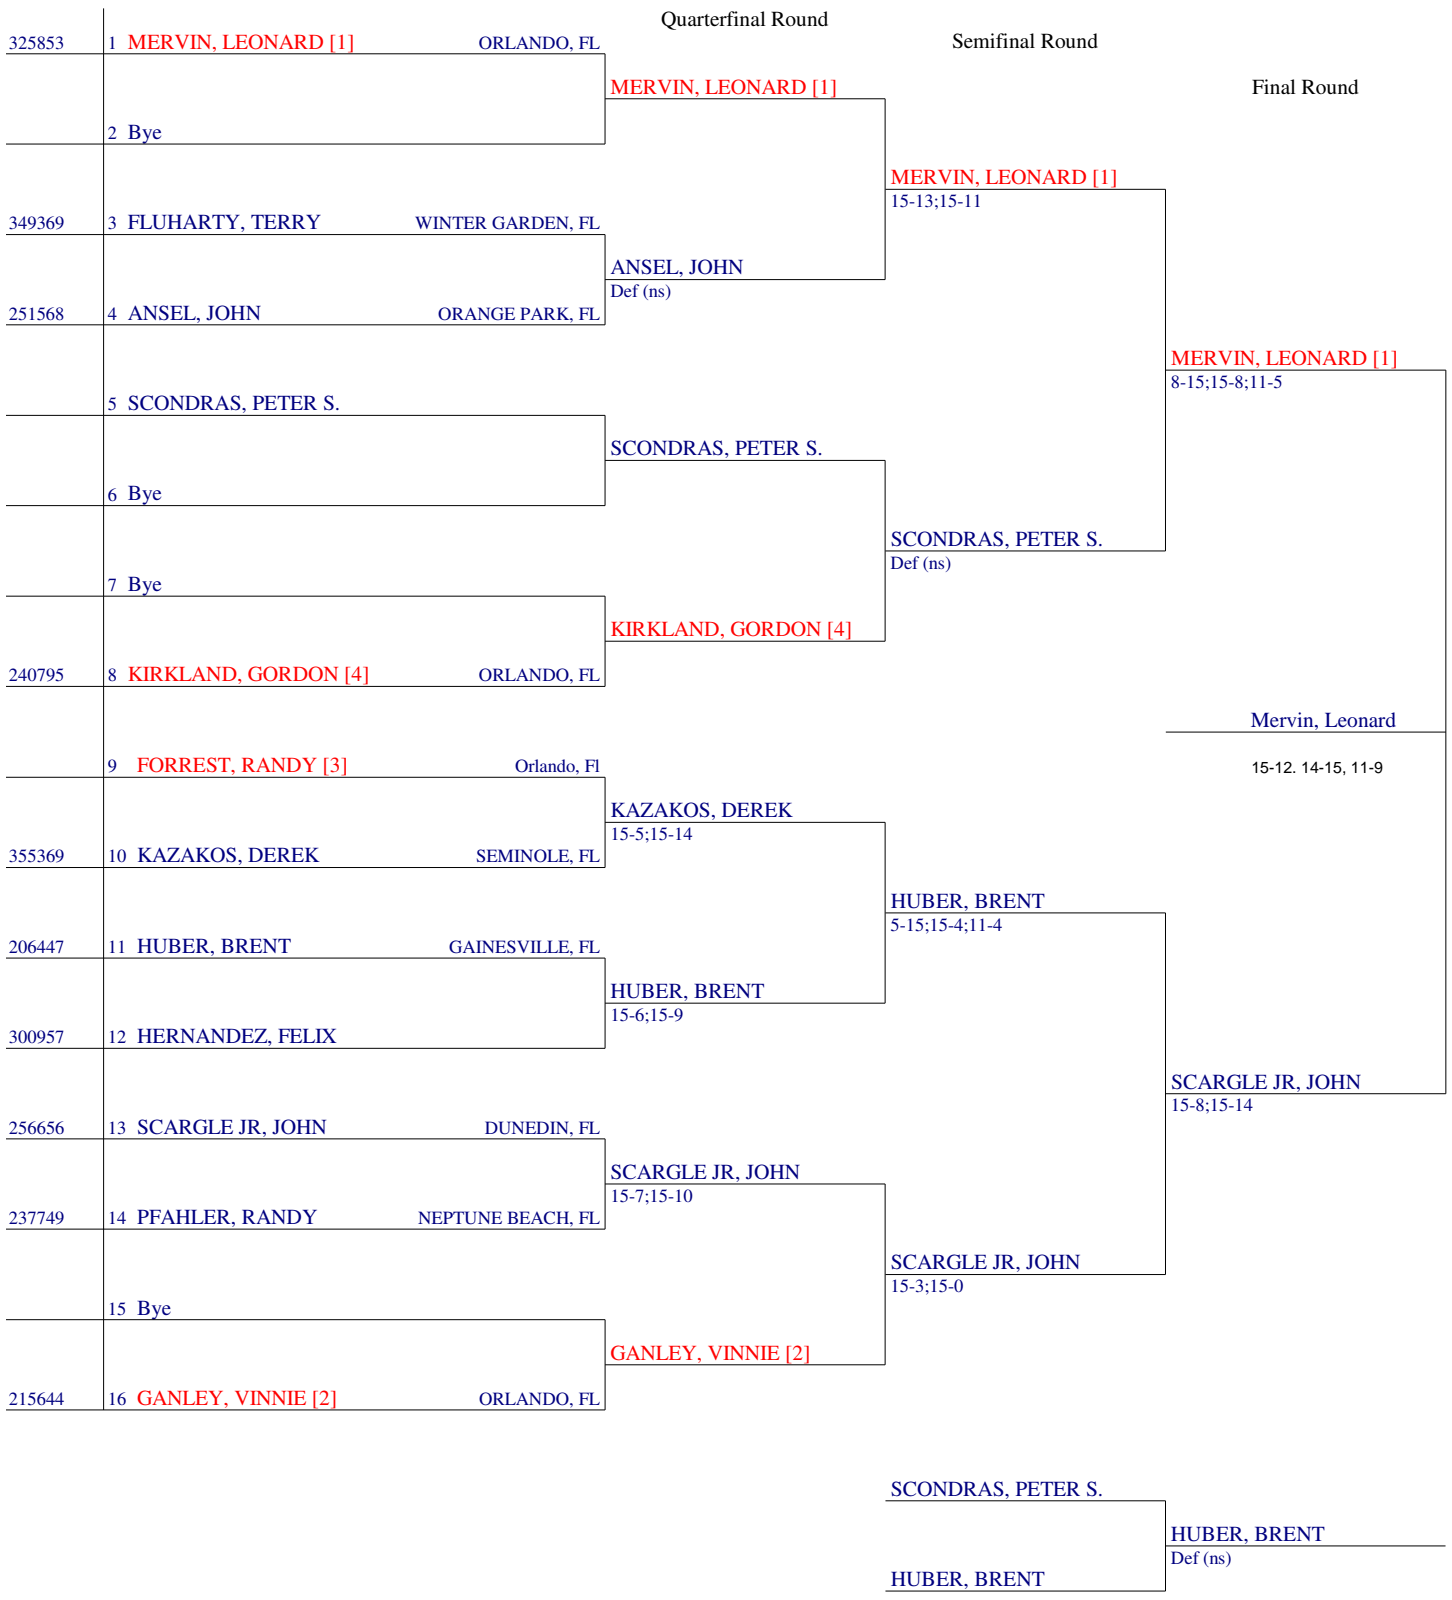 Quarterfinal Round
Semifinal Round
Final Round
325853 1 MERVIN, LEONARD [1] ORLANDO, FL
MERVIN, LEONARD [1]
2 Bye
MERVIN, LEONARD [1]
15-13;15-11
349369 3 FLUHARTY, TERRY WINTER GARDEN, FL
ANSEL, JOHN
Def (ns)
251568 4 ANSEL, JOHN ORANGE PARK, FL
MERVIN, LEONARD [1]
8-15;15-8;11-5
5 SCONDRAS, PETER S.
SCONDRAS, PETER S.
6 Bye
SCONDRAS, PETER S.
Def (ns)
7 Bye
KIRKLAND, GORDON [4]
240795 8 KIRKLAND, GORDON [4] ORLANDO, FL
Mervin, Leonard
15-12. 14-15, 11-9
9 FORREST, RANDY [3] Orlando, Fl
KAZAKOS, DEREK
15-5;15-14
355369 10 KAZAKOS, DEREK SEMINOLE, FL
HUBER, BRENT
5-15;15-4;11-4
206447 11 HUBER, BRENT GAINESVILLE, FL
HUBER, BRENT
15-6;15-9
300957 12 HERNANDEZ, FELIX
SCARGLE JR, JOHN
15-8;15-14
256656 13 SCARGLE JR, JOHN DUNEDIN, FL
SCARGLE JR, JOHN
15-7;15-10
237749 14 PFAHLER, RANDY NEPTUNE BEACH, FL
SCARGLE JR, JOHN
15-3;15-0
15 Bye
GANLEY, VINNIE [2]
215644 16 GANLEY, VINNIE [2] ORLANDO, FL
SCONDRAS, PETER S.
HUBER, BRENT
Def (ns)
HUBER, BRENT